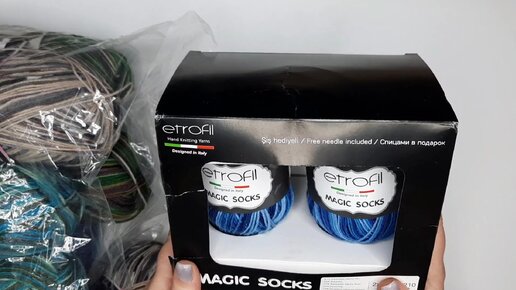 etrofil
Hand Knitting Yarns
Designed in Italy
Şiş hediyeli / Free needle included / Спицами в подарок
etrofil
Designed in Italy
MAGIC SOCKS
etrofil
Designed in Italy
MAGIC SOCKS
MAGIC SOCKS